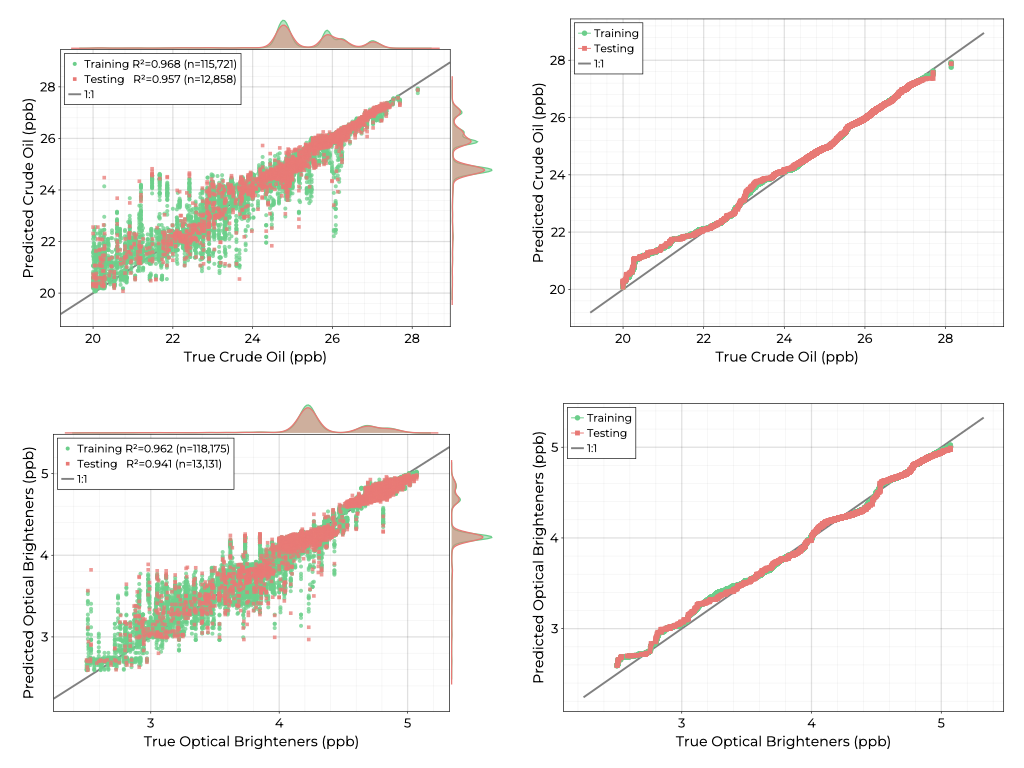 Training R²=0.968 (n=115,721)
Testing R²=0.957 (n=12,858)
1:1
28
26
24
22
20
20 22 24 26 28
Predicted Crude Oil (ppb)
True Crude Oil (ppb)
Training
Testing
1:1
28
26
24
22
20
20 22 24 26 28
Predicted Crude Oil (ppb)
True Crude Oil (ppb)
Training R²=0.962 (n=118,175)
Testing R²=0.941 (n=13,131)
1:1
5
4
3
3 4 5
Predicted Optical Brighteners (ppb)
True Optical Brighteners (ppb)
Training
Testing
1:1
5
4
3
3 4 5
Predicted Optical Brighteners (ppb)
True Optical Brighteners (ppb)